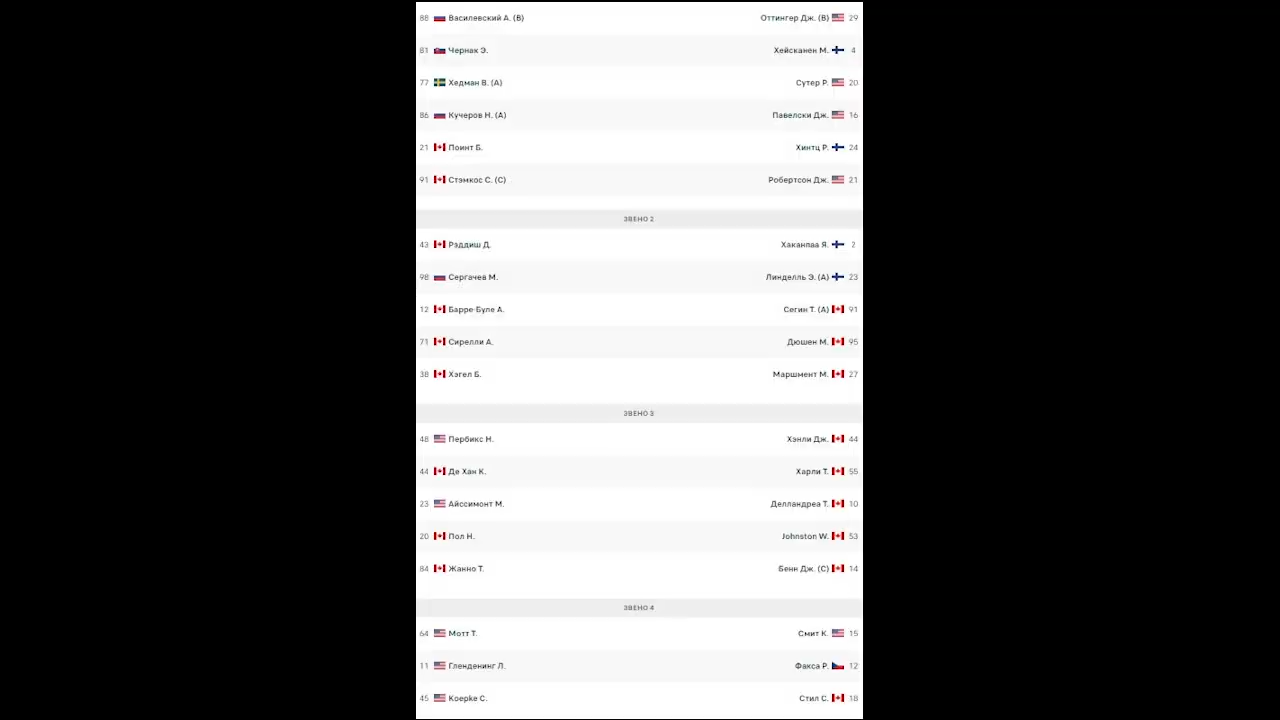 88 Василевский А. (В) Оттингер Дж. (В) 29
81 Чернак Э. Хейсканен М. 4
77 Хедман В. (А) Сутер Р. 20
86 Кучеров Н. (А) Павелски Дж. 16
21 Поинт Б. Хинтц Р. 24
91 Стэмкос С. (С) Робертсон Дж. 21
ЗВЕНО 2
43 Рэддиш Д. Хаканпаа Я. 2
98 Сергачев М. Линделль Э. (А) 23
12 Барре-Буле А. Сегин Т. (А) 91
71 Сирелли А. Дюшен М. 95
38 Хэгел Б. Маршмент М. 27
ЗВЕНО 3
48 Пербикс Н. Хэнли Дж. 44
44 Де Хан К. Харли Т. 55
23 Айссимонт М. Делландреа Т. 10
20 Пол Н. Johnston W. 53
84 Жанно Т. Бенн Дж. (С) 14
ЗВЕНО 4
64 Мотт Т. Смит К. 15
11 Гленденинг Л. Факса Р. 12
45 Koepke C. Стил С. 18